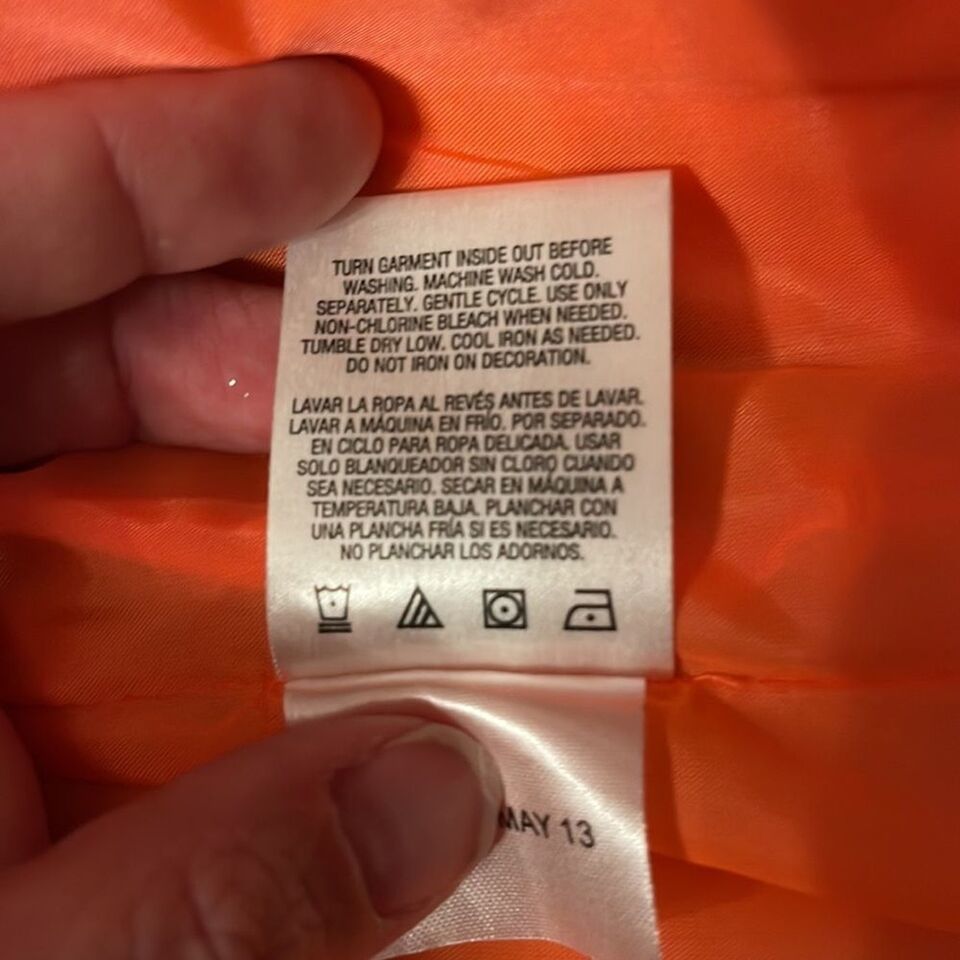 TURN GARMENT INSIDE OUT BEFORE
WASHING. MACHINE WASH COLD.
SEPARATELY. GENTLE CYCLE. USE ONLY
NON-CHLORINE BLEACH WHEN NEEDED.
TUMBLE DRY LOW. COOL IRON AS NEEDED.
DO NOT IRON ON DECORATION.
LAVAR LA ROPA AL REVÉS ANTES DE LAVAR.
LAVAR A MÁQUINA EN FRÍO. POR SEPARADO.
EN CICLO PARA ROPA DELICADA. USAR
SOLO BLANQUEADOR SIN CLORO CUANDO
SEA NECESARIO. SECAR EN MÁQUINA A
TEMPERATURA BAJA. PLANCHAR CON
UNA PLANCHA FRÍA SI ES NECESARIO.
NO PLANCHAR LOS ADORNOS.
MAY 13